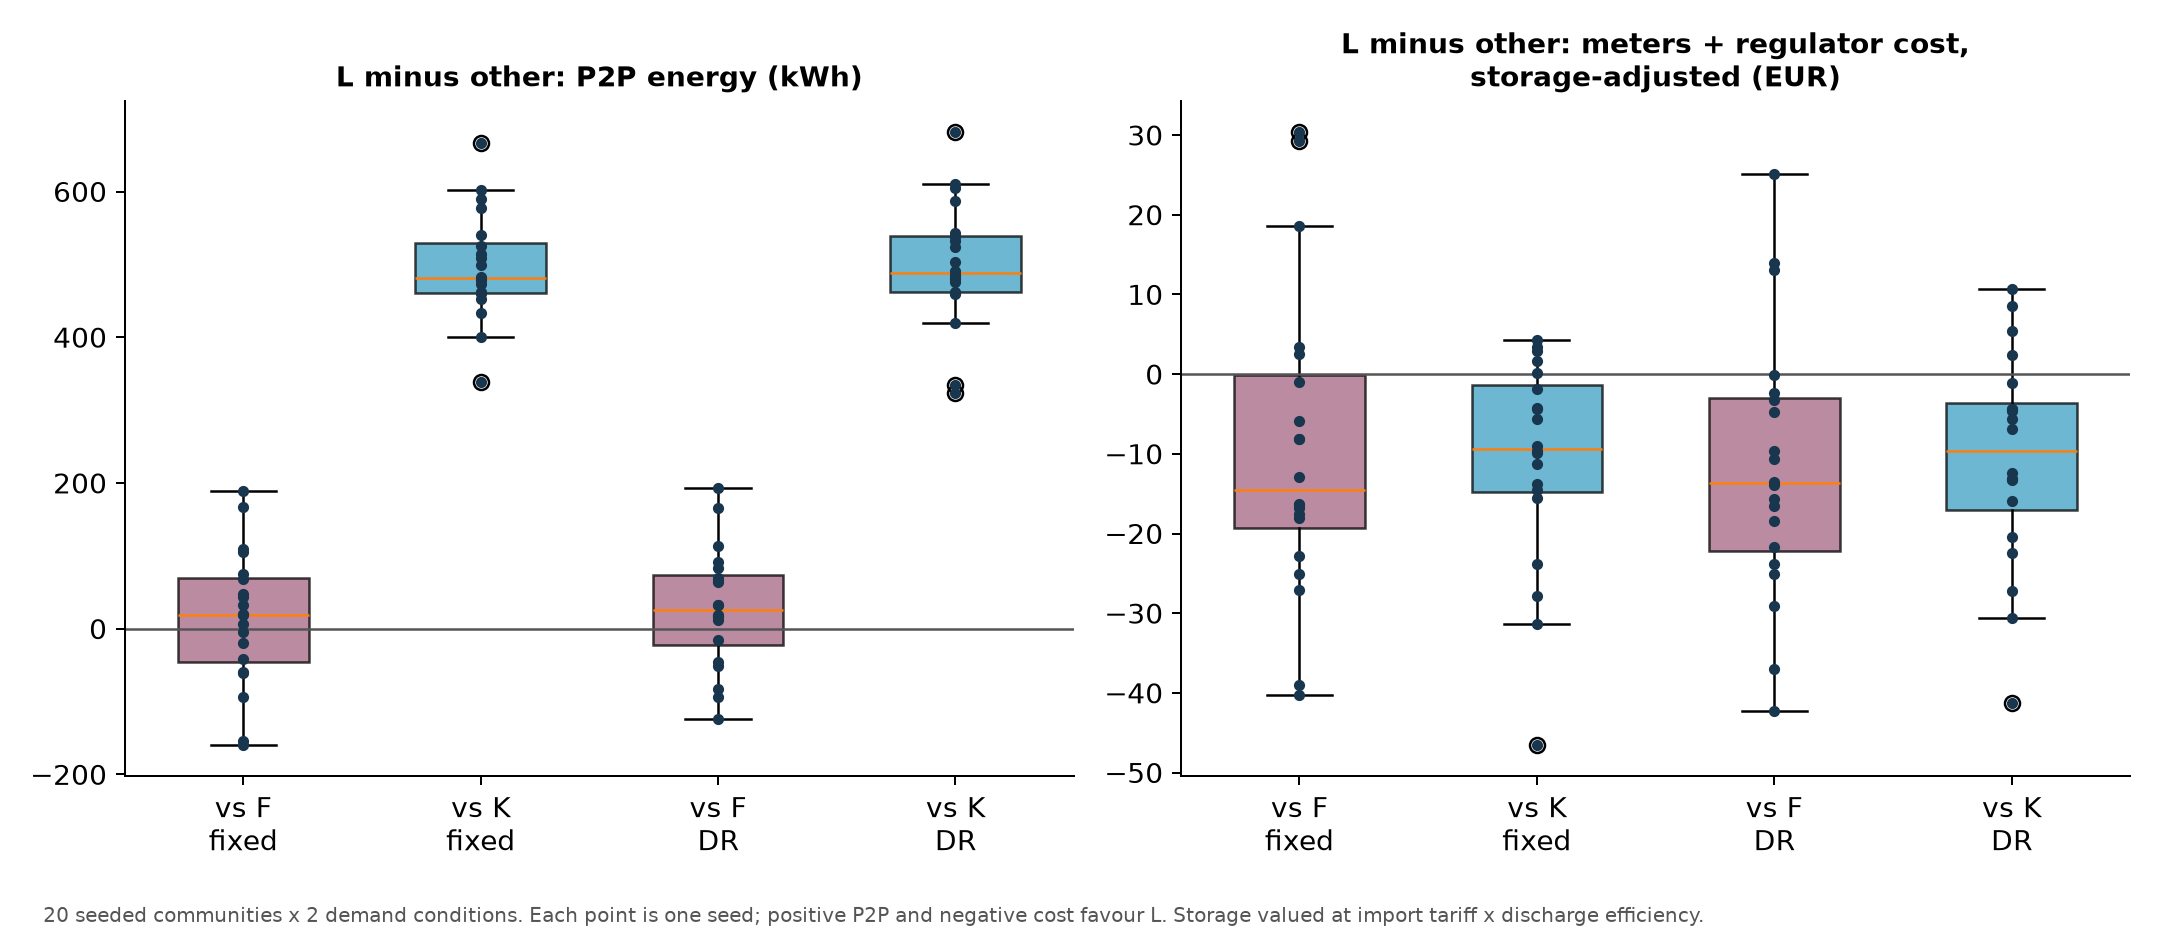 L minus other: P2P energy (kWh)
600
400
200
0
−200
vs F
fixed
vs K
fixed
vs F
DR
vs K
DR
L minus other: meters + regulator cost,
storage-adjusted (EUR)
30
20
10
0
−10
−20
−30
−40
−50
vs F
fixed
vs K
fixed
vs F
DR
vs K
DR
20 seeded communities x 2 demand conditions. Each point is one seed; positive P2P and negative cost favour L. Storage valued at import tariff x discharge efficiency.